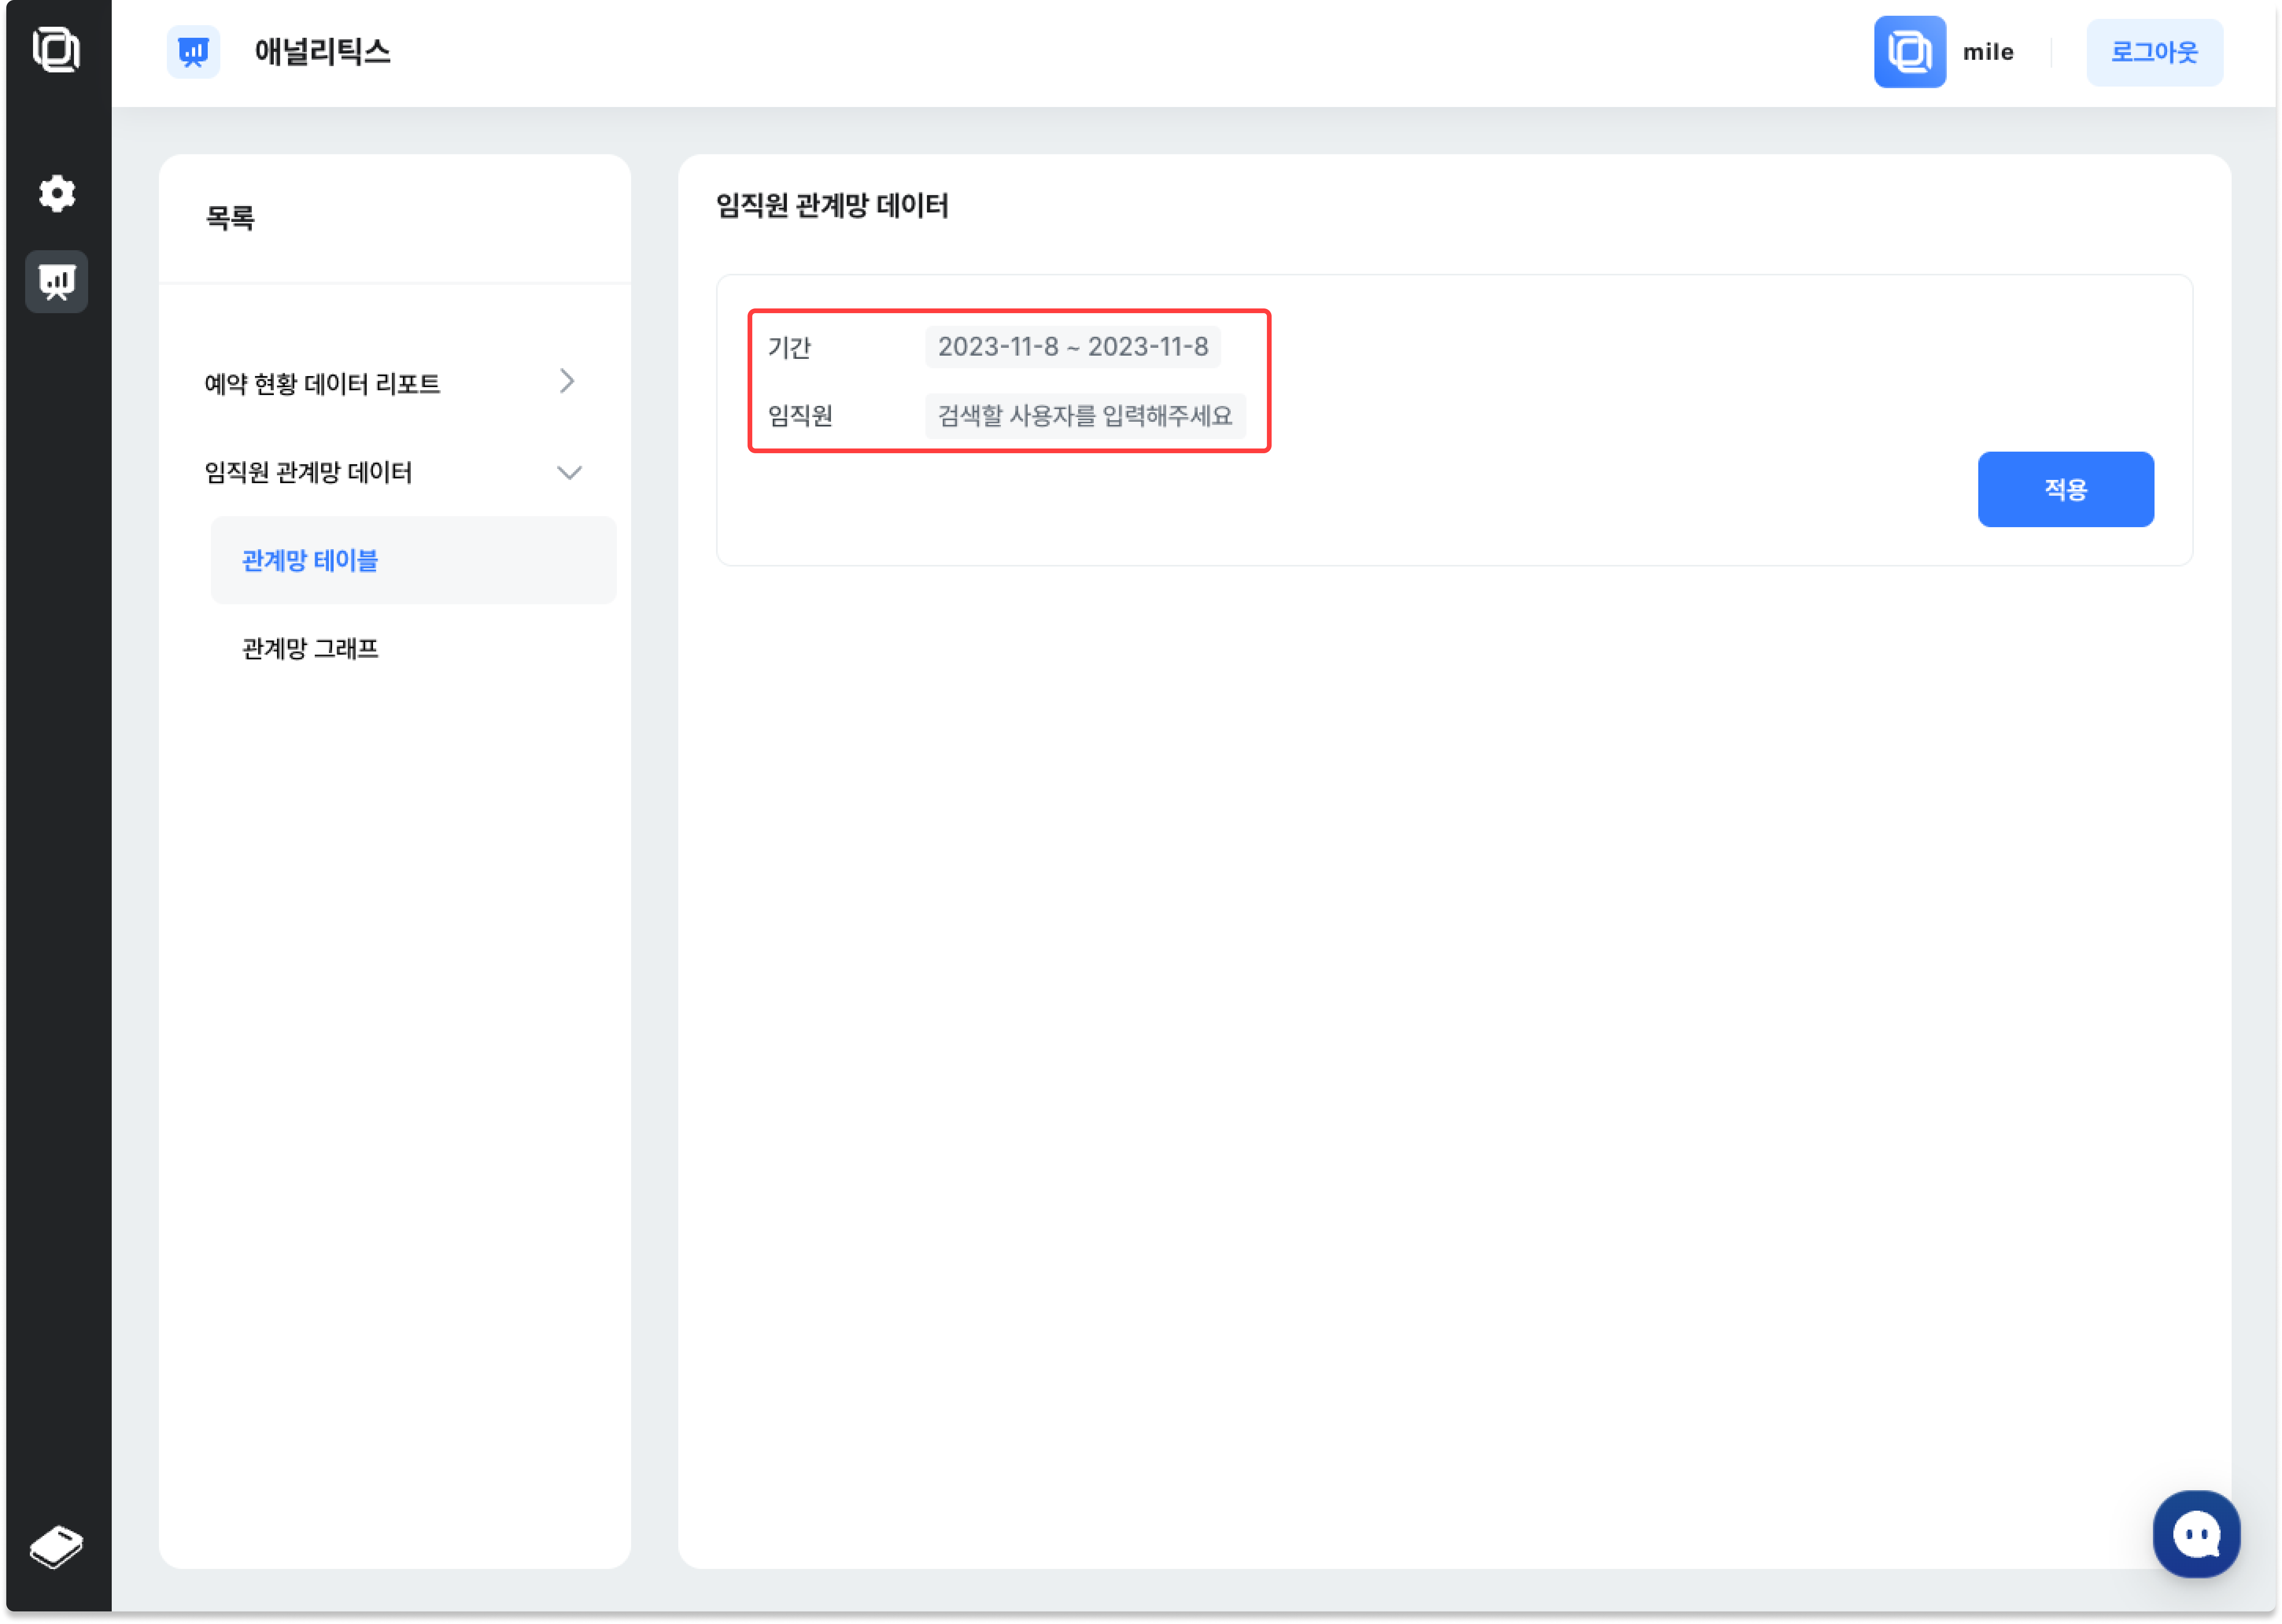 애널리틱스
mile
로그아웃
목록
예약 현황 데이터 리포트
임직원 관계망 데이터
관계망 테이블
관계망 그래프
임직원 관계망 데이터
기간 2023-11-8 ~ 2023-11-8
임직원 검색할 사용자를 입력해주세요
적용